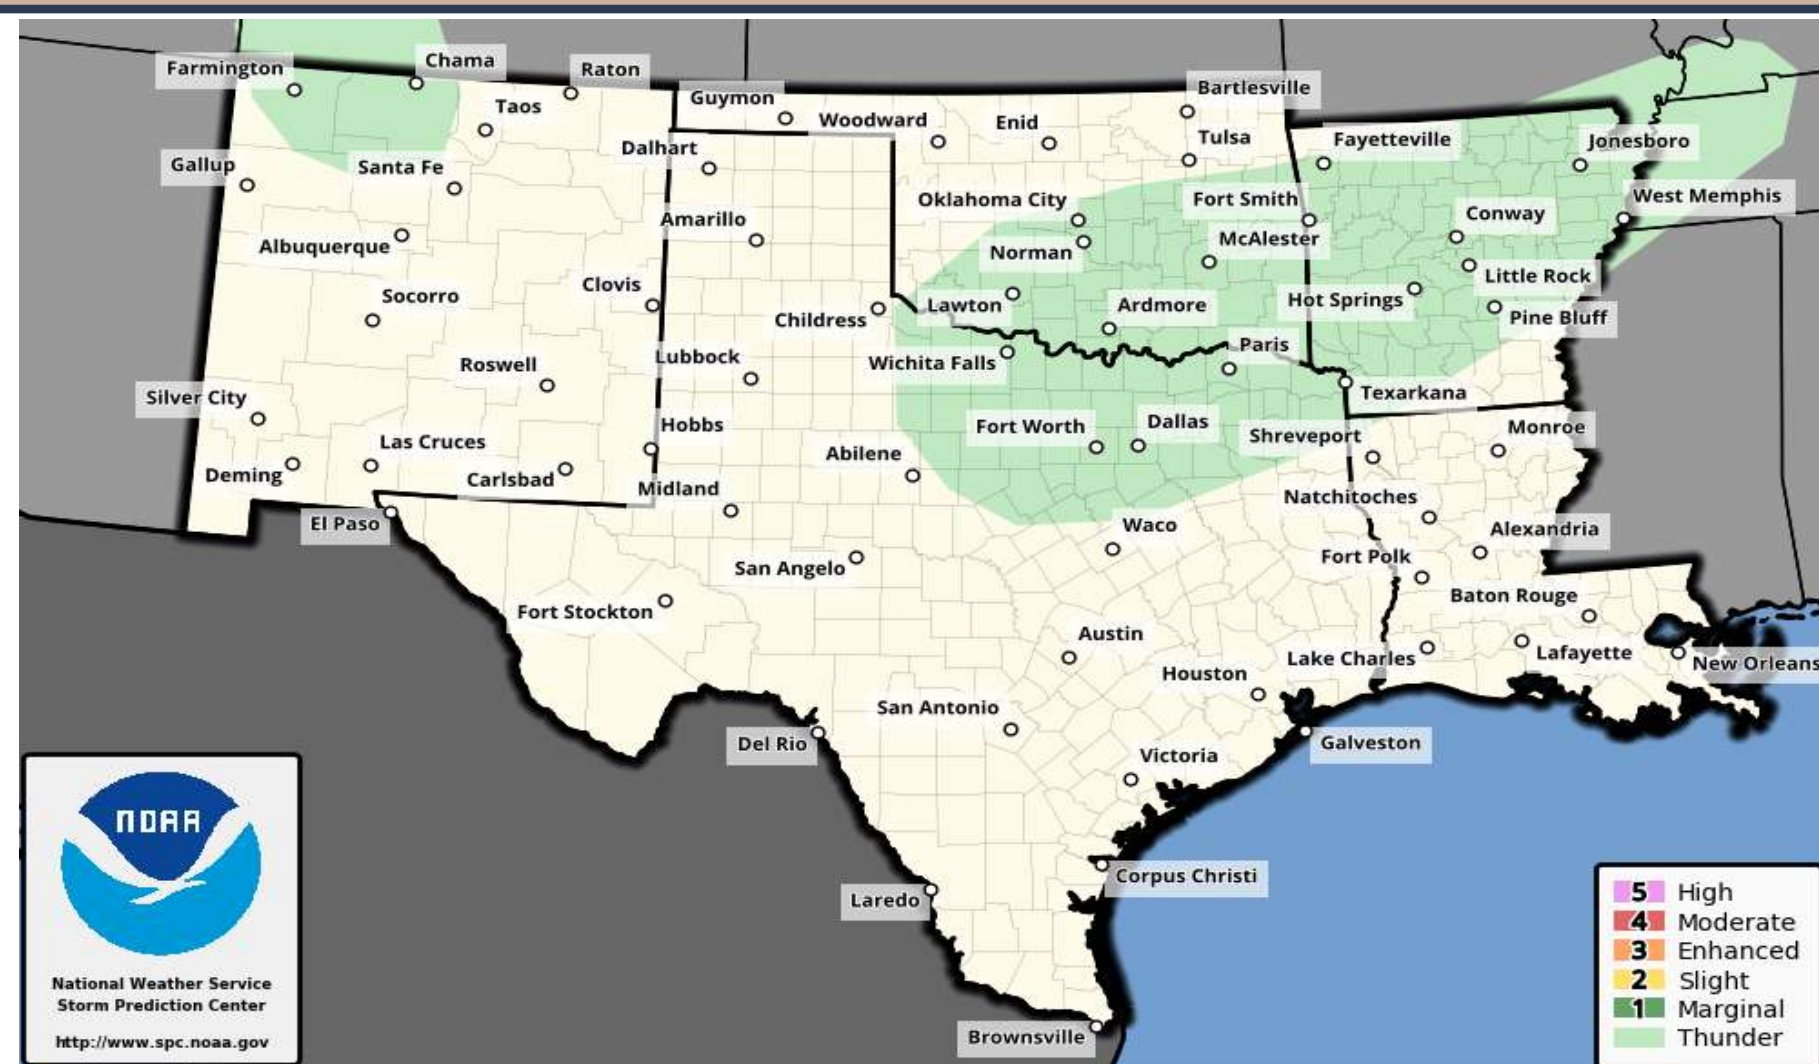 Farmington
Chama
Raton
Guymon
Bartlesville
Taos
Woodward
Enid
Tulsa
Fayetteville
Jonesboro
Dalhart
Gallup
Santa Fe
Oklahoma City
Fort Smith
West Memphis
Amarillo
Conway
Albuquerque
Norman
McAlester
Little Rock
Socorro
Clovis
Childress
Lawton
Ardmore
Hot Springs
Pine Bluff
Roswell
Lubbock
Wichita Falls
Paris
Silver City
Texarkana
Las Cruces
Hobbs
Fort Worth
Dallas
Shreveport
Monroe
Deming
Carlsbad
Midland
Abilene
Natchitoches
El Paso
Waco
Alexandria
San Angelo
Fort Polk
Fort Stockton
Baton Rouge
Austin
Lake Charles
Lafayette
New Orleans
Houston
San Antonio
Del Rio
Victoria
Galveston
Laredo
Corpus Christi
Brownsville
NOAA
National Weather Service
Storm Prediction Center
http://www.spc.noaa.gov
5 High
4 Moderate
3 Enhanced
2 Slight
1 Marginal
Thunder